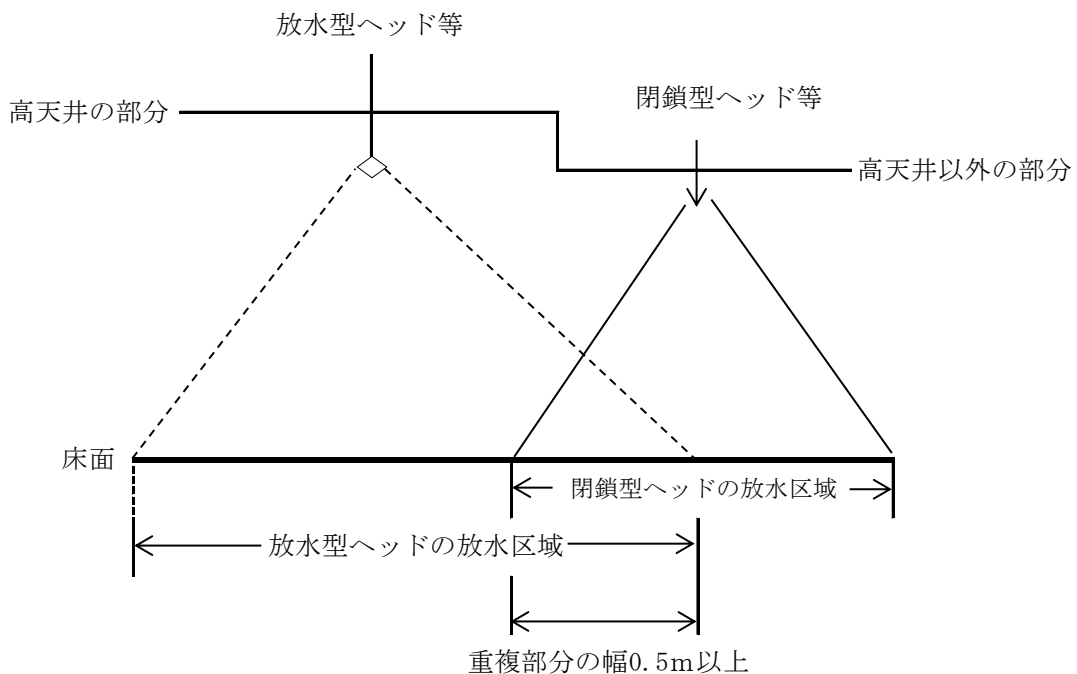 放水型ヘッド等
閉鎖型ヘッド等
高天井の部分
高天井以外の部分
床面
閉鎖型ヘッドの放水区域
放水型ヘッドの放水区域
重複部分の幅0.5m以上